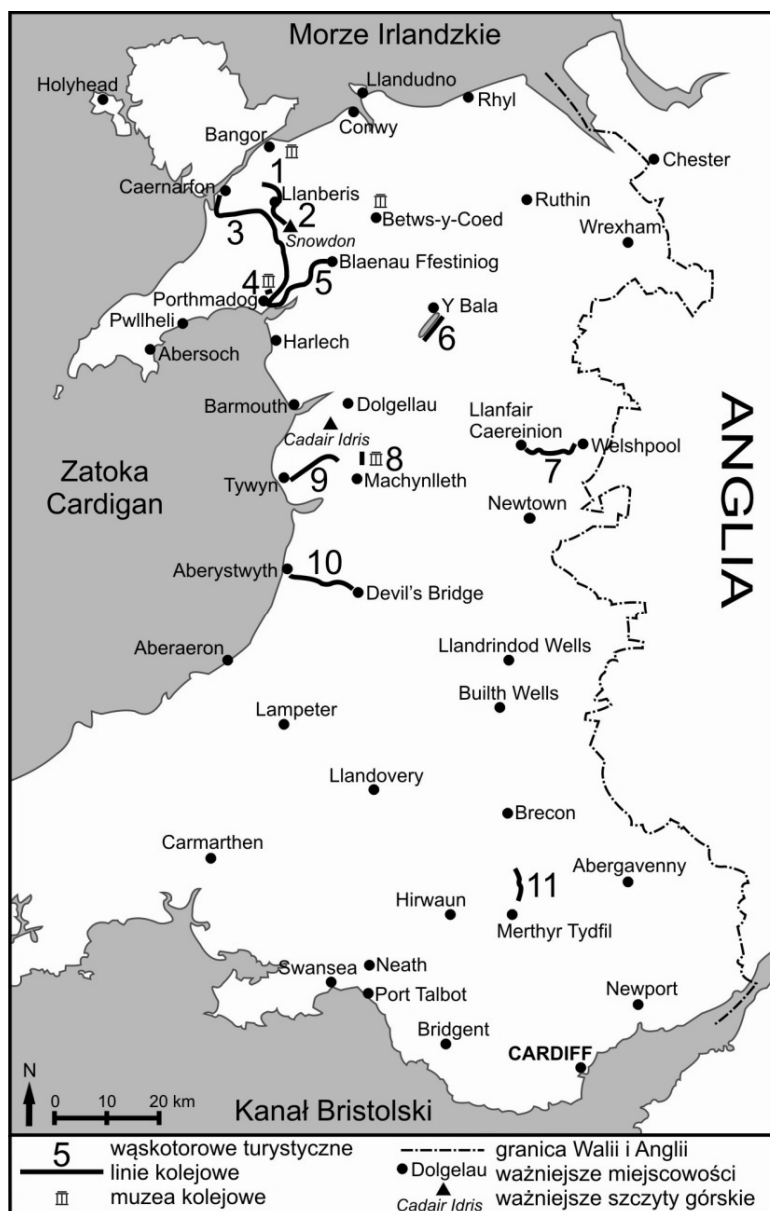 Morze Irlandzkie
Holyhead
Llandudno
Rhyl
Conwy
Bangor
Chester
1
Caernarfon
Llanberis
Ruthin
2
Betws-y-Coed
3
Snowdon
Wrexham
4
5
Blaenau Ffestiniog
Porthmadog
Y Bala
Pwllheli
6
Harlech
Abersoch
ANGLIA
Barmouth
Dolgellau
Llanfair
Caereinion
Welshpool
Cadair Idris
Zatoka
Cardigan
8
7
9
Tywyn
Machynlleth
Newtown
10
Aberystwyth
Devil's Bridge
Aberaeron
Llandrindod Wells
Builth Wells
Lampeter
Llandovery
Brecon
Carmarthen
Abergavenny
11
Hirwaun
Merthyr Tydfil
Neath
Swansea
Port Talbot
Newport
Bridgent
CARDIFF
N
0 10 20 km
Kanał Bristolski
5 wąskotorowe turystyczne
linie kolejowe
muzea kolejowe
granica Walii i Anglii
Dolgelau ważniejsze miejscowości
Cadair Idris ważniejsze szczyty górskie